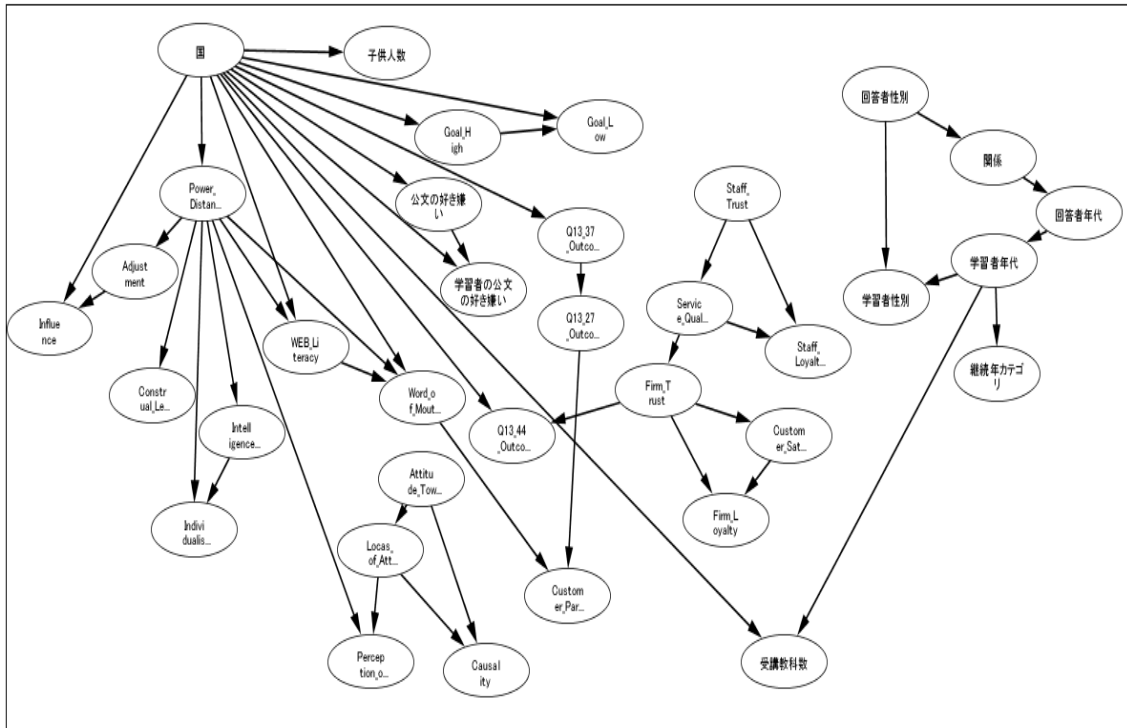 国
子供人数
Goal_H
igh
Goal_L
ow
回答者性別
関係
回答者年代
学習者年代
学習者性別
継続年カテゴ
リ
Power_
Distan...
公文の好き嫌
い
学習者の公文
の好き嫌い
Q13_37
_Outco...
Q13_27
_Outco...
Staff_
Trust
Servic
e_Qual...
Staff_
Loyalt...
Adjust
ment
Influe
nce
WEB_Li
teracy
Constr
ual_Le...
Intell
igence...
Word_o
f_Mout...
Q13_44
_Outco...
Firm_T
rust
Custom
er_Sat...
Firm_L
oyalty
Attitu
de_Tow...
Locas_
of_Att...
Indivi
dualis...
Custom
er_Par...
Percep
tion_o...
Causal
ity
受講教科数